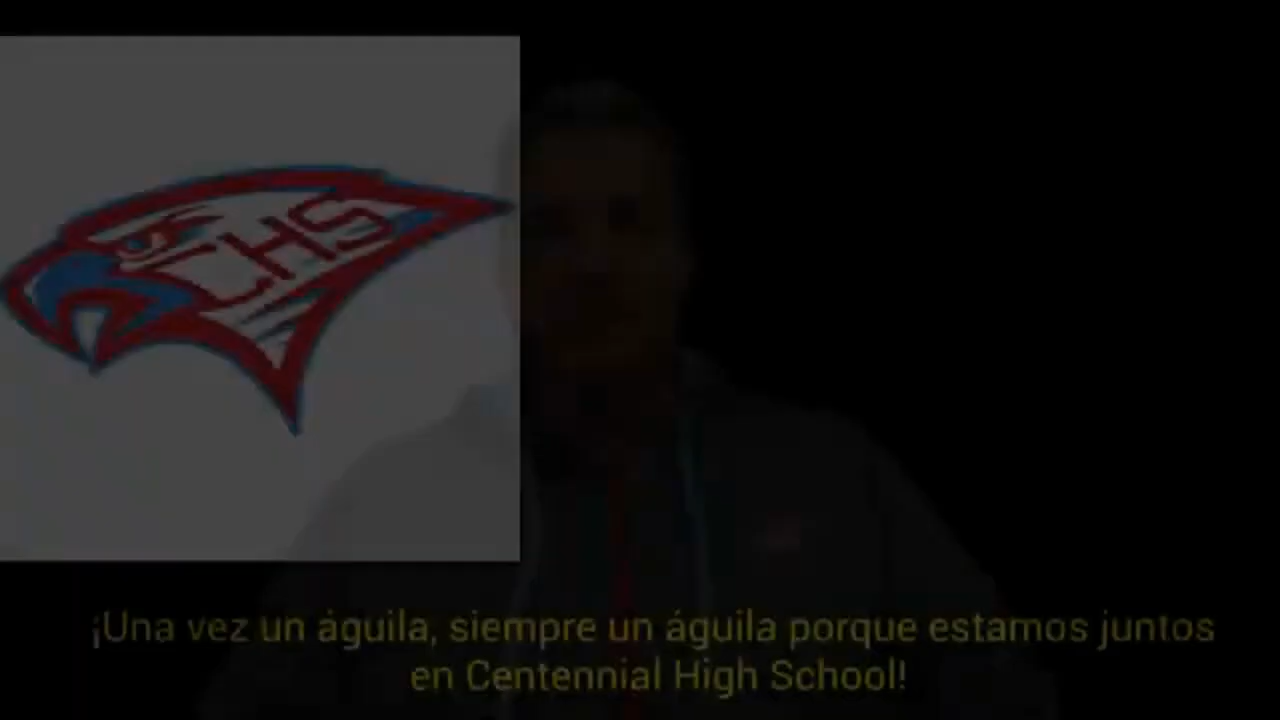 CHS
¡Una vez un águila, siempre un águila porque estamos juntos
en Centennial High School!